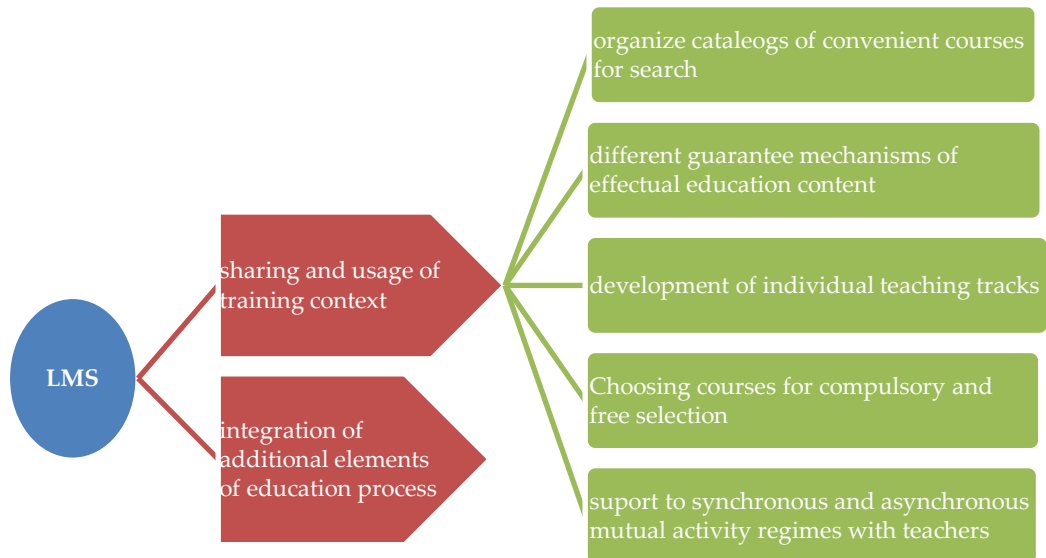 LMS
sharing and usage of
training context
integration of
additional elements
of education process
organize cataleogs of convenient courses
for search
different guarantee mechanisms of
effectual education content
development of individual teaching tracks
Choosing courses for compulsory and
free selection
suport to synchronous and asynchronous
mutual activity regimes with teachers